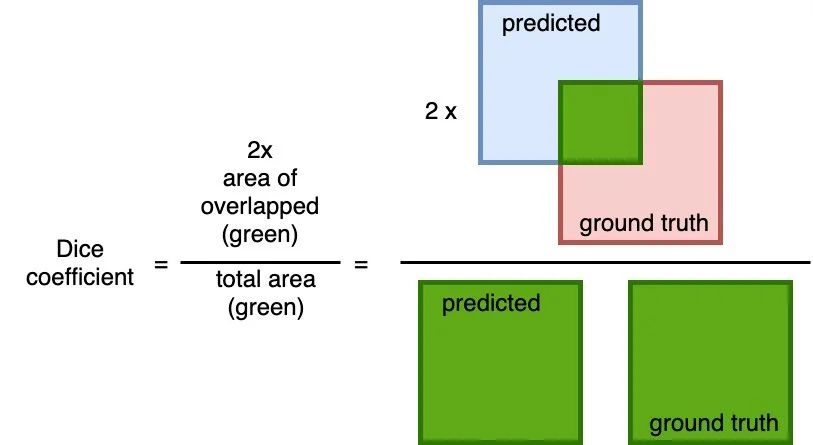 Dice
coefficient
=
2x
area of
overlapped
(green)
total area
(green)
=
2 x
predicted
ground truth
predicted
ground truth